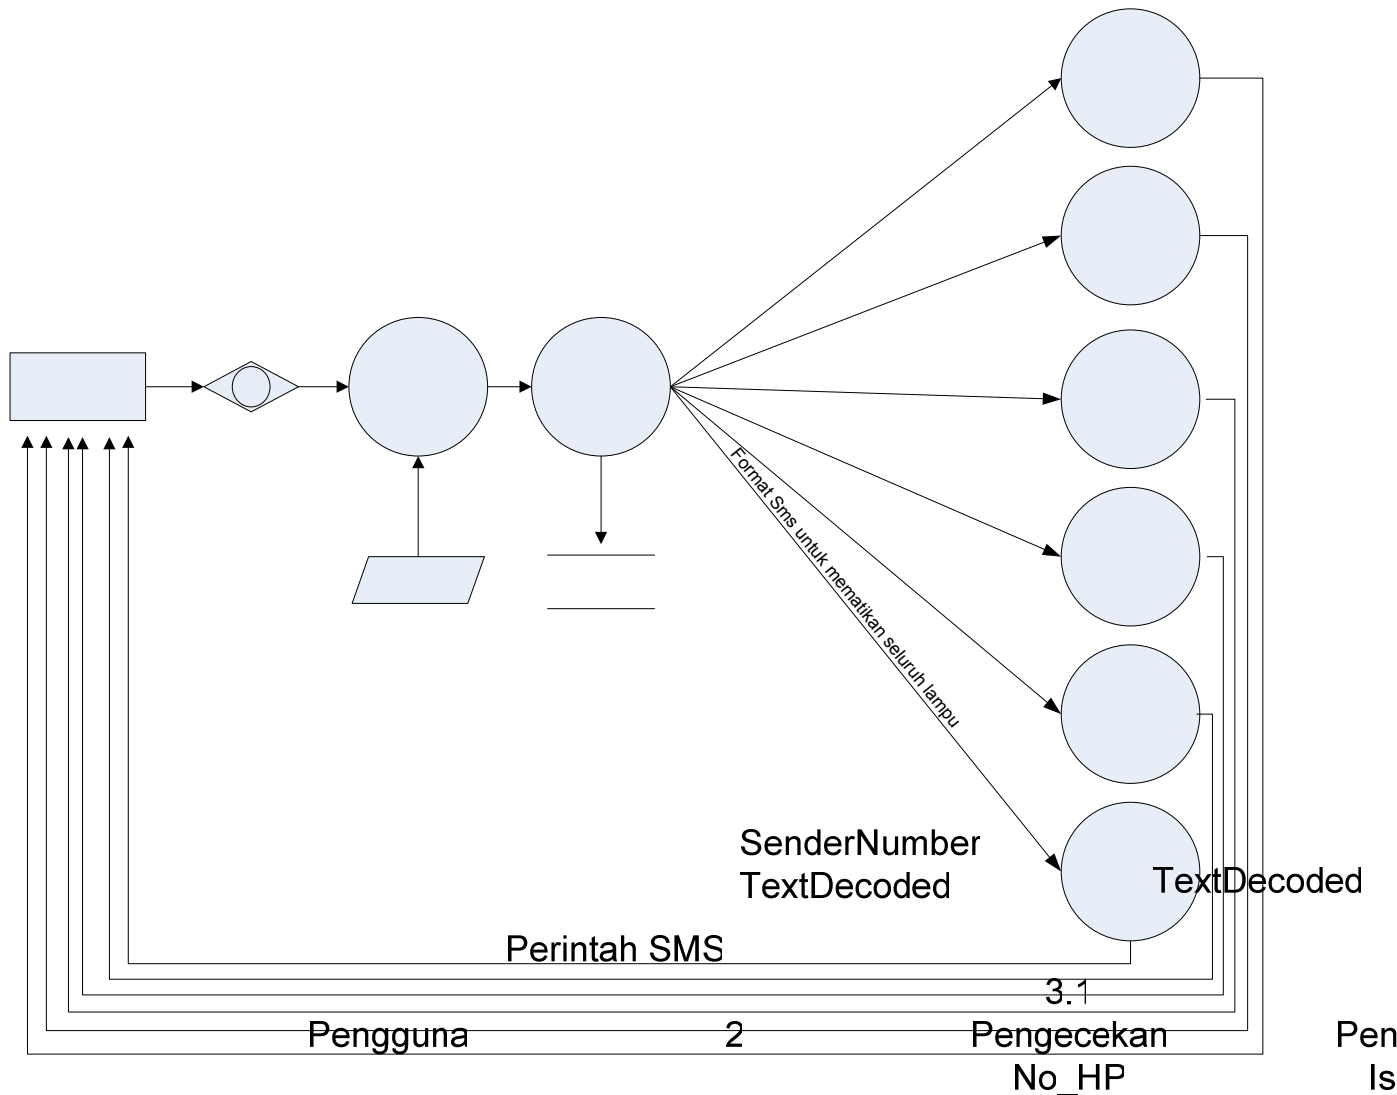 Format Sms untuk mematikan seluruh lampu
SenderNumber
TextDecoded
TextDecoded
Perintah SMS
3.1
Pengguna
2
Pengecekan
Pen
No_HP
Is